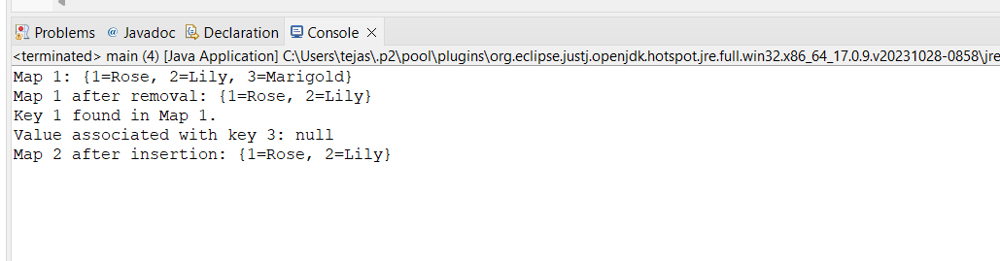 Problems @ Javadoc Declaration Console
<terminated> main (4) [Java Application] C:\Users\tejas\.p2\pool\plugins\org.eclipse.justj.openjdk.hotspot.jre.full.win32.x86_64_17.0.9.v20231028-0858\jre
Map 1: {1=Rose, 2=Lily, 3=Marigold}
Map 1 after removal: {1=Rose, 2=Lily}
Key 1 found in Map 1.
Value associated with key 3: null
Map 2 after insertion: {1=Rose, 2=Lily}